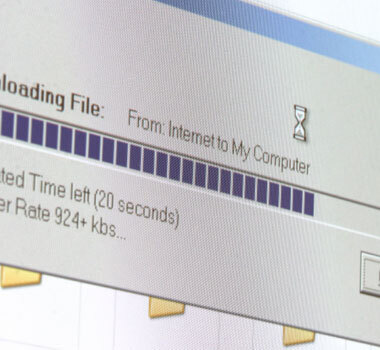 loading File:
From: Internet to My Computer
ted Time left (20 seconds)
er Rate 924+ kbs...